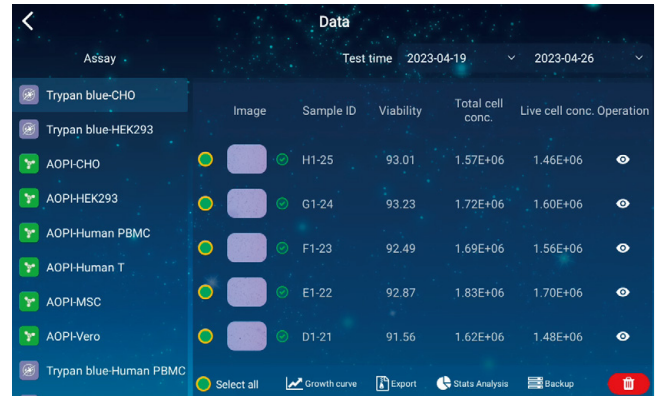 Data
Assay
Test time 2023-04-19 2023-04-26
Trypan blue-CHO
Trypan blue-HEK293
AOPI-CHO
AOPI-HEK293
AOPI-Human PBMC
AOPI-Human T
AOPI-MSC
AOPI-Vero
Trypan blue-Human PBMC
Image Sample ID Viability Total cell conc. Live cell conc. Operation
H1-25 93.01 1.57E+06 1.46E+06
G1-24 93.23 1.72E+06 1.60E+06
F1-23 92.49 1.69E+06 1.56E+06
E1-22 92.87 1.83E+06 1.70E+06
D1-21 91.56 1.62E+06 1.48E+06
Select all Growth curve Export Stats Analysis Backup